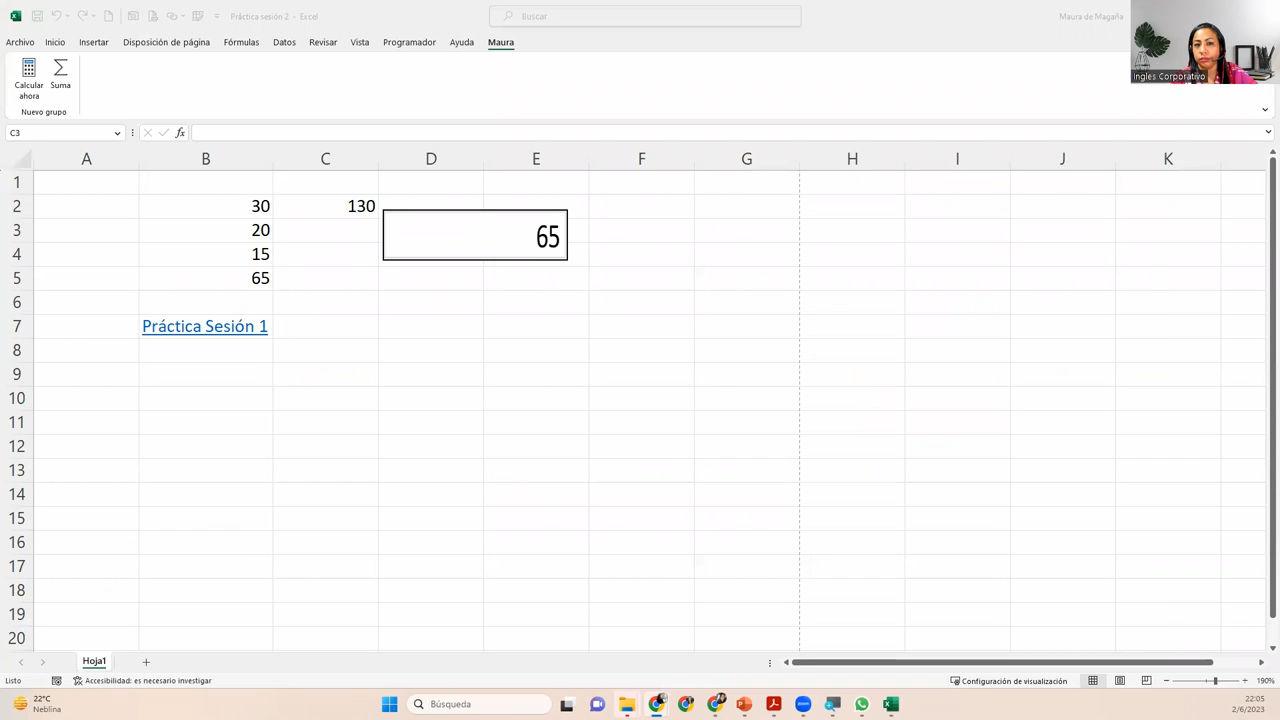 Práctica sesión 2 - Excel
Buscar
Maura de Magaña
Archivo Inicio Insertar Disposición de página Fórmulas Datos Revisar Vista Programador Ayuda Maura
Calcular ahora
Suma
Nuevo grupo
Ingles Corporativo
C3 fx
A B C D E F G H I J K
1
2 30 130
3 20 65
4 15
5 65
6
7 Práctica Sesión 1
8
9
10
11
12
13
14
15
16
17
18
19
20
Hoja1
Listo Accesibilidad: es necesario investigar Configuración de visualización 190%
22°C
Neblina
Búsqueda
zoom
22:05
2/6/2023